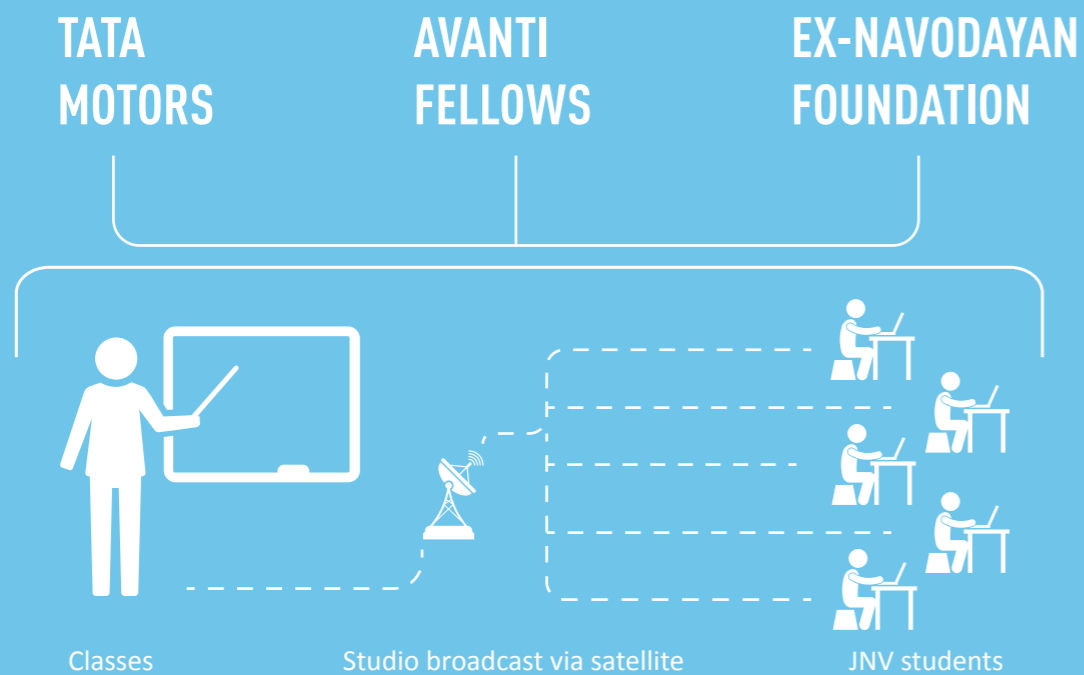 TATA
MOTORS
AVANTI
FELLOWS
EX-NAVODAYAN
FOUNDATION
Classes
Studio broadcast via satellite
JNV students